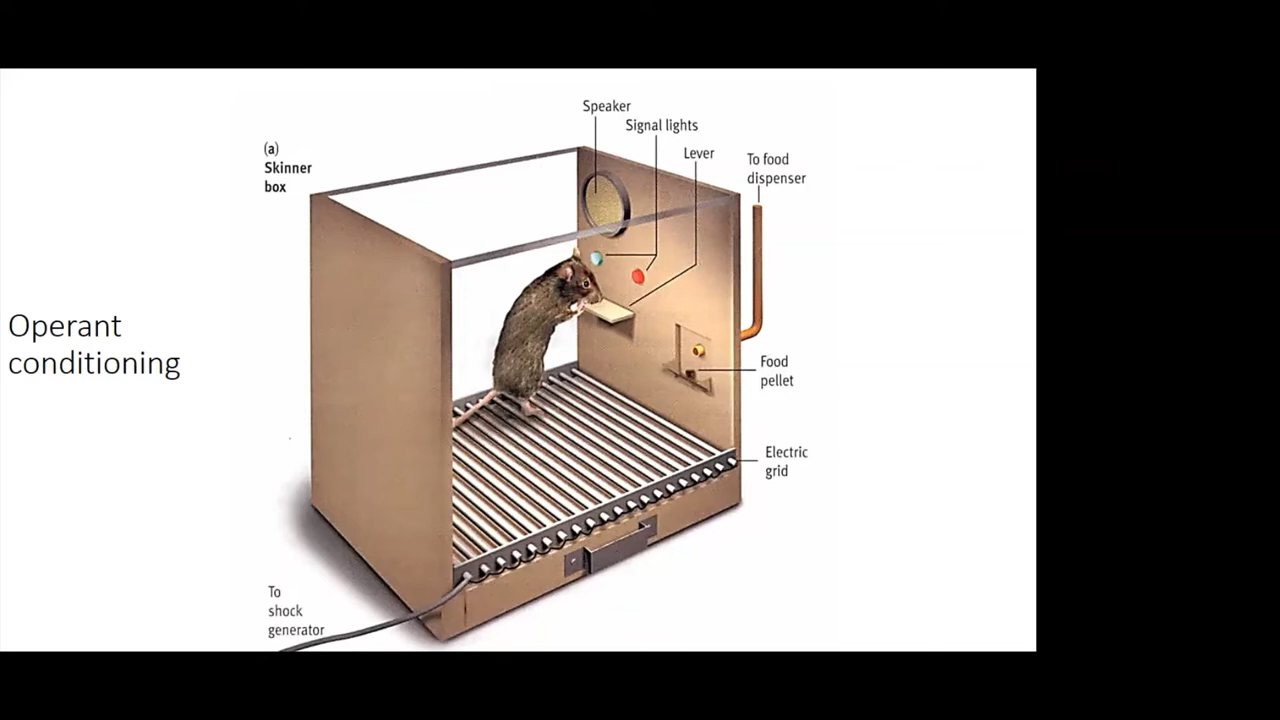 Operant
conditioning
(a)
Skinner
box
Speaker
Signal lights
Lever
To food
dispenser
Food
pellet
Electric
grid
To
shock
generator